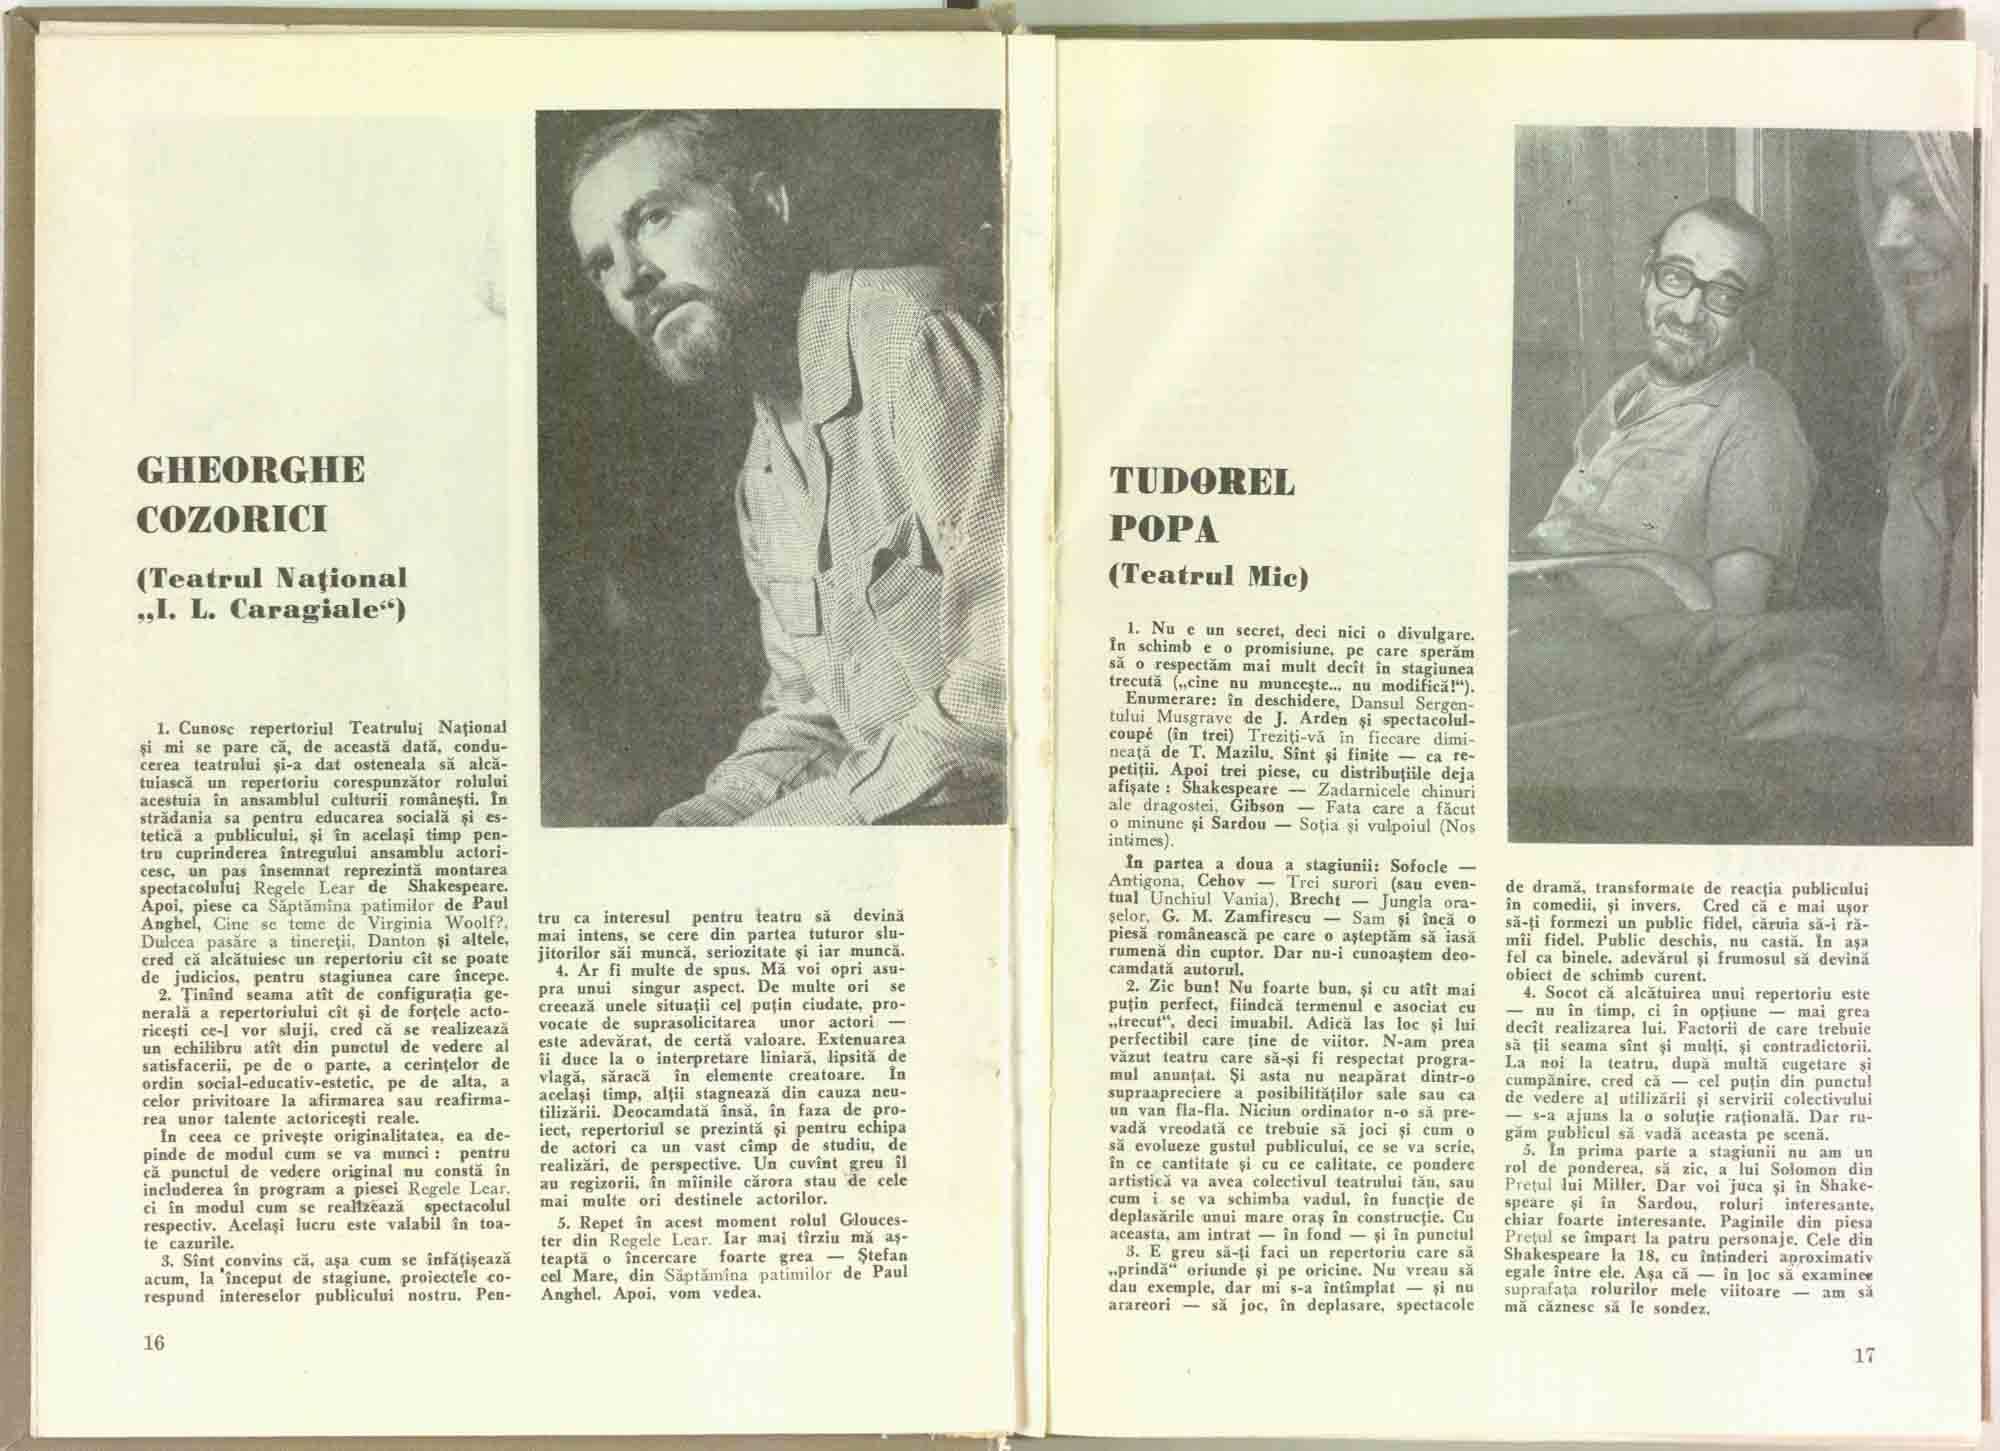 GHEORGHE
COZORICI
(Teatrul Naţional
„I. L. Caragiale“)
1. Cunosc repertoriul Teatrului Naţional
şi mi se pare că, de această dată, condu-
cerea teatrului şi-a dat osteneala să alcă-
tuiască un repertoriu corespunzător rolului
acestuia în ansamblul culturii româneşti. În
strădania sa pentru educarea socială şi es-
tetică a publicului, şi în acelaşi timp pen-
tru cuprinderea întregului ansamblu actori-
cesc, un pas însemnat reprezintă montarea
spectacolului Regele Lear de Shakespeare.
Apoi, piese ca Săptămîna patimilor de Paul
Anghel, Cine se teme de Virginia Woolf?,
Dulcea pasăre a tinereţii, Danton şi altele,
cred că alcătuiesc un repertoriu cît se poate
de judicios, pentru stagiunea care începe.
2. Ţinînd seama atît de configuraţia ge-
nerală a repertoriului cît şi de forţele acto-
riceşti ce-l vor sluji, cred că se realizează
un echilibru atît din punctul de vedere al
satisfacerii, pe de o parte, a cerinţelor de
ordin social-educativ-estetic, pe de alta, a
celor privitoare la afirmarea sau reafirma-
rea unor talente actoriceşti reale.
În ceea ce priveşte originalitatea, ea de-
pinde de modul cum se va munci : pentru
că punctul de vedere original nu constă în
includerea în program a piesei Regele Lear,
ci în modul cum se realizează spectacolul
respectiv. Acelaşi lucru este valabil în toa-
te cazurile.
3. Sînt convins că, aşa cum se înfăţişează
acum, la început de stagiune, proiectele co-
respund intereselor publicului nostru. Pen-
tru ca interesul pentru teatru să devină
mai intens, se cere din partea tuturor slu-
jitorilor săi muncă, seriozitate şi iar muncă.
4. Ar fi multe de spus. Mă voi opri asu-
pra unui singur aspect. De multe ori se
creează unele situaţii cel puţin ciudate, pro-
vocate de suprasolicitarea unor actori —
este adevărat, de certă valoare. Extenuarea
îi duce la o interpretare liniară, lipsită de
vlagă, săracă în elemente creatoare. În
acelaşi timp, alţii stagnează din cauza neu-
tilizării. Deocamdată însă, în faza de pro-
iect, repertoriul se prezintă şi pentru echipa
de actori ca un vast cîmp de studiu, de
realizări, de perspective. Un cuvînt greu îl
au regizorii, în mîinile cărora stau de cele
mai multe ori destinele actorilor.
5. Repet în acest moment rolul Glouces-
ter din Regele Lear. Iar mai tîrziu mă aş-
teaptă o încercare foarte grea — Ştefan
cel Mare, din Săptămîna patimilor de Paul
Anghel. Apoi, vom vedea.
16
TUDOREL
POPA
(Teatrul Mic)
1. Nu e un secret, deci nici o divulgare.
În schimb e o promisiune, pe care sperăm
să o respectăm mai mult decît în stagiunea
trecută („cine nu munceşte... nu modifică!“).
Enumerare: în deschidere, Dansul Sergen-
tului Musgrave de J. Arden şi spectacolul-
coupé (în trei) Treziţi-vă în fiecare dimi-
neaţă de T. Mazilu. Sînt şi finite — ca re-
petiţii. Apoi trei piese, cu distribuţiile deja
afişate : Shakespeare — Zadarnicele chinuri
ale dragostei, Gibson — Fata care a făcut
o minune şi Sardou — Soţia şi vulpoiul (Nos
intimes).
În partea a doua a stagiunii: Sofocle —
Antigona, Cehov — Trei surori (sau even-
tual Unchiul Vania), Brecht — Jungla ora-
şelor, G. M. Zamfirescu — Sam şi încă o
piesă românească pe care o aşteptăm să iasă
rumenă din cuptor. Dar nu-i cunoaştem deo-
camdată autorul.
2. Zic bun! Nu foarte bun, şi cu atît mai
puţin perfect, fiindcă termenul e asociat cu
„trecut“, deci imuabil. Adică las loc şi lui
perfectibil care ţine de viitor. N-am prea
văzut teatru care să-şi fi respectat progra-
mul anunţat. Şi asta nu neapărat dintr-o
supraapreciere a posibilităţilor sale sau ca
un van fla-fla. Niciun ordinator n-o să pre-
vadă vreodată ce trebuie să joci şi cum o
să evolueze gustul publicului, ce se va scrie,
în ce cantitate şi cu ce calitate, ce pondere
artistică va avea colectivul teatrului tău, sau
cum i se va schimba vadul, în funcţie de
deplasările unui mare oraş în construcţie. Cu
aceasta, am intrat — în fond — şi în punctul
3. E greu să-ţi faci un repertoriu care să
„prindă“ oriunde şi pe oricine. Nu vreau să
dau exemple, dar mi s-a întîmplat — şi nu
arareori — să joc, în deplasare, spectacole
de dramă, transformate de reacţia publicului
în comedii, şi invers. Cred că e mai uşor
să-ţi formezi un public fidel, căruia să-i ră-
mîi fidel. Public deschis, nu castă. În aşa
fel ca binele, adevărul şi frumosul să devină
obiect de schimb curent.
4. Socot că alcătuirea unui repertoriu este
— nu în timp, ci în opţiune — mai grea
decît realizarea lui. Factorii de care trebuie
să ţii seama sînt şi mulţi, şi contradictorii.
La noi la teatru, după multă cugetare şi
cumpănire, cred că — cel puţin din punctul
de vedere al utilizării şi servirii colectivului
— s-a ajuns la o soluţie raţională. Dar ru-
găm publicul să vadă aceasta pe scenă.
5. În prima parte a stagiunii nu am un
rol de ponderea, să zic, a lui Solomon din
Preţul lui Miller. Dar voi juca şi în Shake-
speare şi în Sardou, roluri interesante,
chiar foarte interesante. Paginile din piesa
Preţul se împart la patru personaje. Cele din
Shakespeare la 18, cu întinderi aproximativ
egale între ele. Aşa că — în loc să examinee
suprafaţa rolurilor mele viitoare — am să
mă căznesc să le sondez.
17